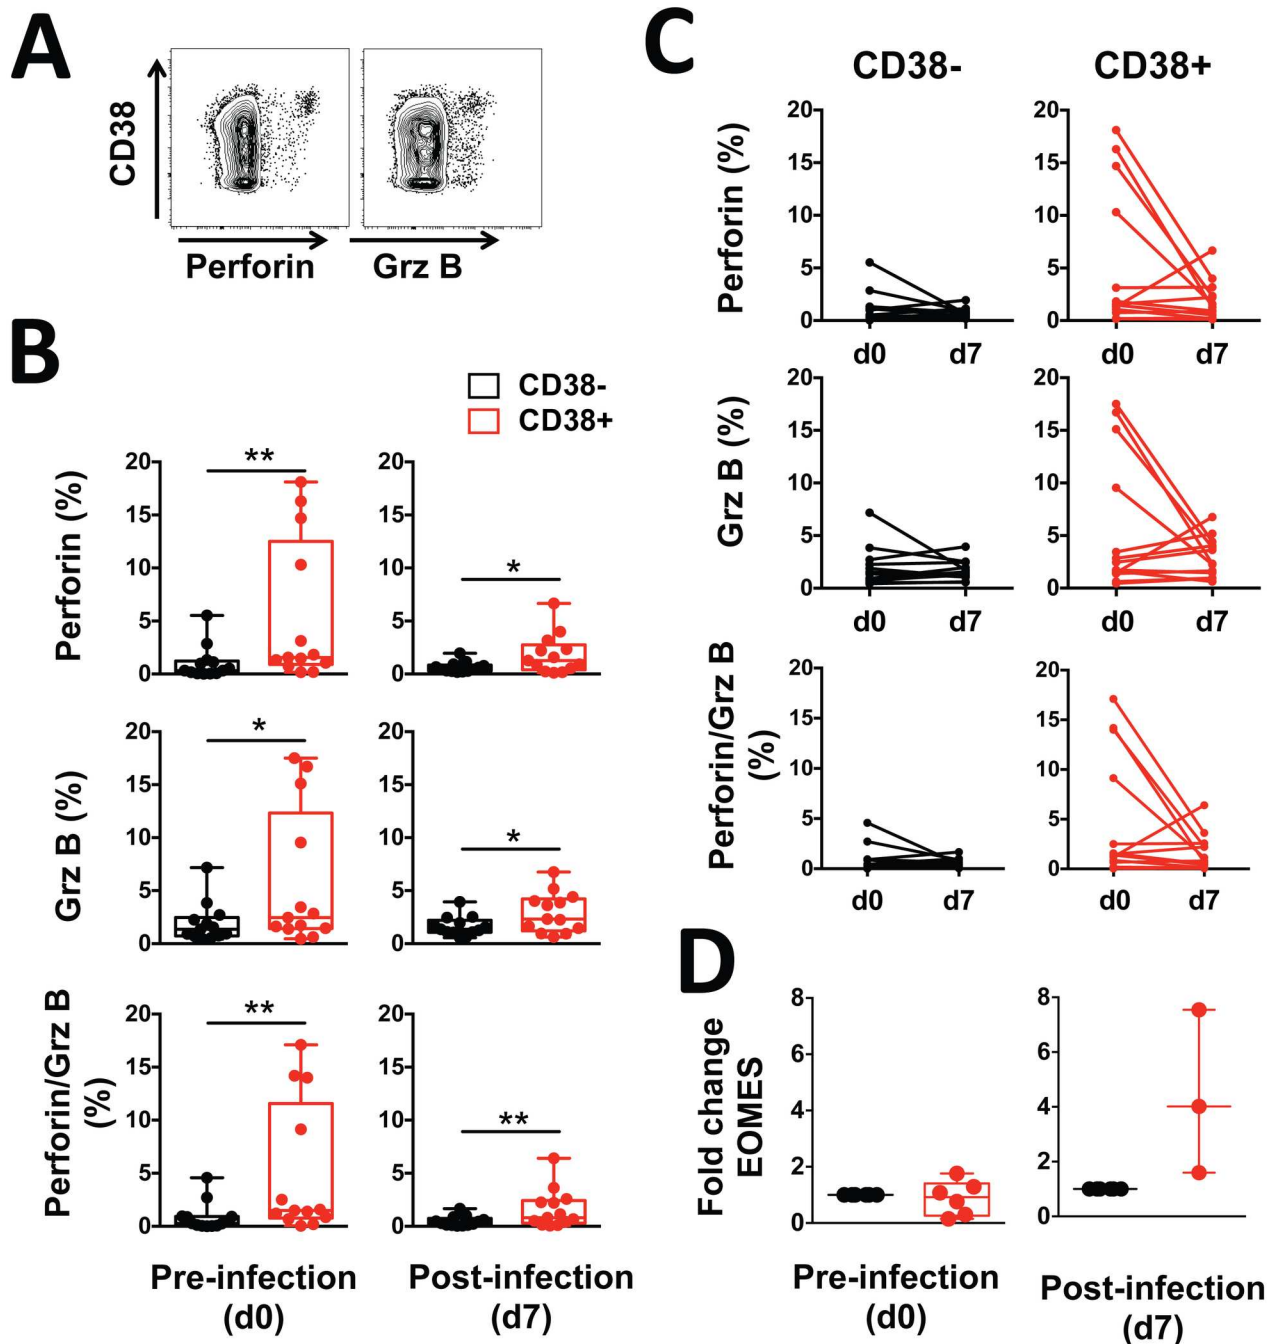 A
CD38
Perforin
Grz B
B
CD38-
CD38+
Perforin (%)
20
15
10
5
0
**
20
15
10
5
0
*
Grz B (%)
20
15
10
5
0
*
20
15
10
5
0
*
Perforin/Grz B
(%)
20
15
10
5
0
**
20
15
10
5
0
**
Pre-infection
(d0)
Post-infection
(d7)
C
CD38-
CD38+
Perforin (%)
20
15
10
5
0
d0
d7
20
15
10
5
0
d0
d7
Grz B (%)
20
15
10
5
0
d0
d7
20
15
10
5
0
d0
d7
Perforin/Grz B
(%)
20
15
10
5
0
d0
d7
20
15
10
5
0
d0
d7
D
Fold change
EOMES
8
6
4
2
0
8
6
4
2
0
Pre-infection
(d0)
Post-infection
(d7)